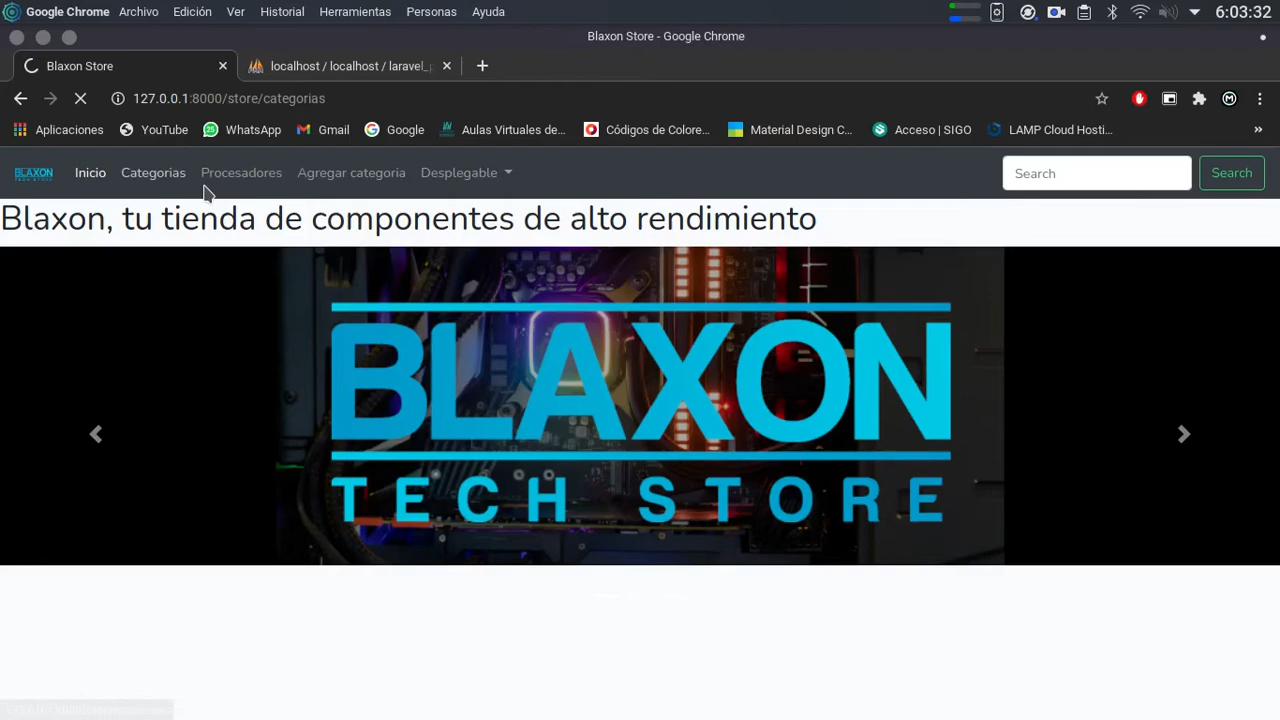 Google Chrome Archivo Edición Ver Historial Herramientas Personas Ayuda 6:03:32
Blaxon Store - Google Chrome
Blaxon Store localhost / localhost / laravel_
127.0.0.1:8000/store/categorias
Aplicaciones YouTube WhatsApp Gmail Google Aulas Virtuales de... Códigos de Colore... Material Design C... Acceso | SIGO LAMP Cloud Hosti... »
BLAXON TECH STORE Inicio Categorias Procesadores Agregar categoria Desplegable Search Search
Blaxon, tu tienda de componentes de alto rendimiento
BLAXON
TECH STORE